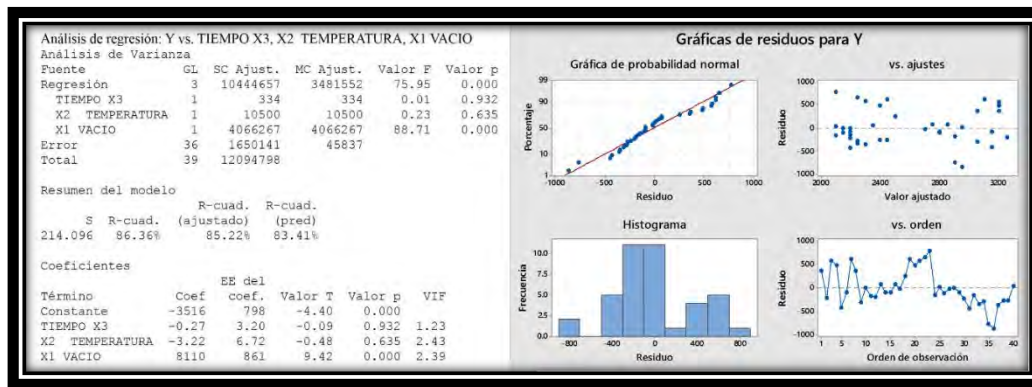 Análisis de regresión: Y vs. TIEMPO X3, X2 TEMPERATURA, X1 VACIO
Análisis de Varianza
Fuente GL SC Ajust. MC Ajust. Valor F Valor p
Regresión 3 10444657 3481552 75.95 0.000
TIEMPO X3 1 334 334 0.01 0.932
X2 TEMPERATURA 1 10500 10500 0.23 0.635
X1 VACIO 1 4066267 4066267 88.71 0.000
Error 36 1650141 45837
Total 39 12094798
Resumen del modelo
R-cuad. R-cuad.
S R-cuad. (ajustado) (pred)
214.096 86.36% 85.22% 83.41%
Coeficientes
EE del
Término Coef coef. Valor T Valor p VIF
Constante -3516 798 -4.40 0.000
TIEMPO X3 -0.27 3.20 -0.09 0.932 1.23
X2 TEMPERATURA -3.22 6.72 -0.48 0.635 2.43
X1 VACIO 8110 861 9.42 0.000 2.39
Gráficas de residuos para Y
Gráfica de probabilidad normal
Porcentaje
99
90
50
10
1
-1000 -500 0 500 1000
Residuo
vs. ajustes
Residuo
1000
500
0
-500
-1000
2000 2400 2800 3200
Valor ajustado
Histograma
Frecuencia
10.0
7.5
5.0
2.5
0.0
-800 -400 0 400 800
Residuo
vs. orden
Residuo
1000
500
0
-500
-1000
1 5 10 15 20 25 30 35 40
Orden de observación